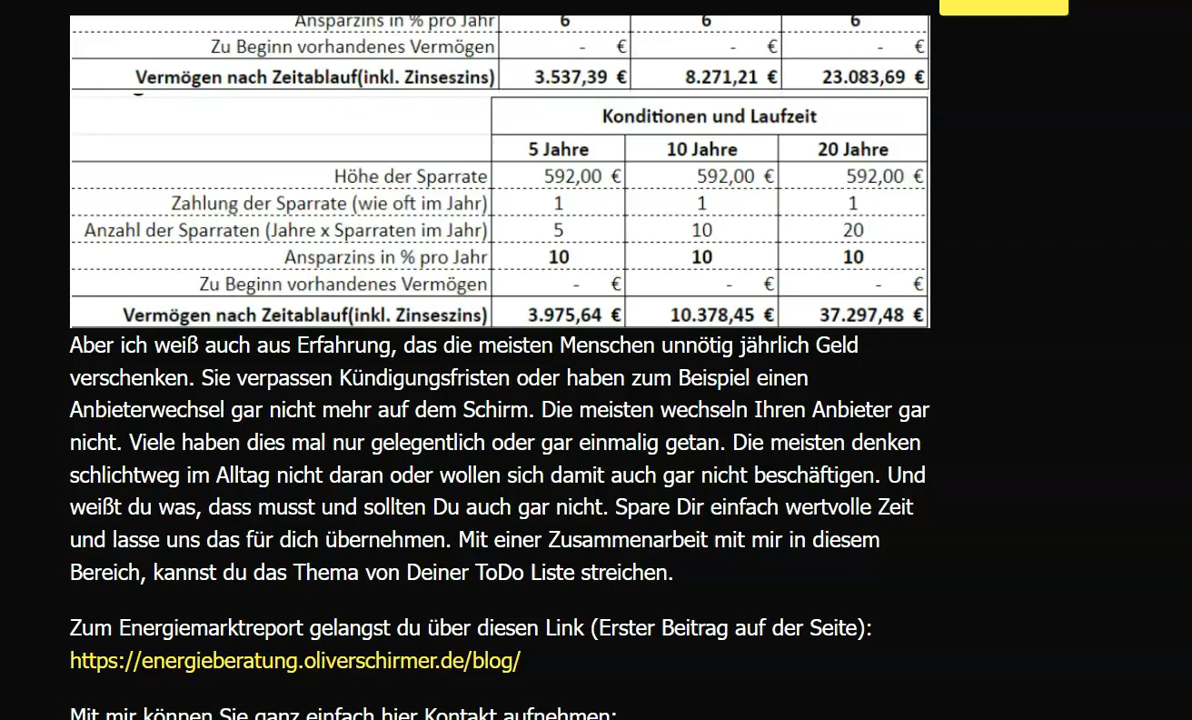 Ansparzins in % pro Jahr 6 6 6
Zu Beginn vorhandenes Vermögen - € - € - €
Vermögen nach Zeitablauf(inkl. Zinseszins) 3.537,39 € 8.271,21 € 23.083,69 €
Konditionen und Laufzeit
5 Jahre 10 Jahre 20 Jahre
Höhe der Sparrate 592,00 € 592,00 € 592,00 €
Zahlung der Sparrate (wie oft im Jahr) 1 1 1
Anzahl der Sparraten (Jahre x Sparraten im Jahr) 5 10 20
Ansparzins in % pro Jahr 10 10 10
Zu Beginn vorhandenes Vermögen - € - € - €
Vermögen nach Zeitablauf(inkl. Zinseszins) 3.975,64 € 10.378,45 € 37.297,48 €
Aber ich weiß auch aus Erfahrung, das die meisten Menschen unnötig jährlich Geld
verschenken. Sie verpassen Kündigungsfristen oder haben zum Beispiel einen
Anbieterwechsel gar nicht mehr auf dem Schirm. Die meisten wechseln Ihren Anbieter gar
nicht. Viele haben dies mal nur gelegentlich oder gar einmalig getan. Die meisten denken
schlichtweg im Alltag nicht daran oder wollen sich damit auch gar nicht beschäftigen. Und
weißt du was, dass musst und sollten Du auch gar nicht. Spare Dir einfach wertvolle Zeit
und lasse uns das für dich übernehmen. Mit einer Zusammenarbeit mit mir in diesem
Bereich, kannst du das Thema von Deiner ToDo Liste streichen.
Zum Energiemarktreport gelangst du über diesen Link (Erster Beitrag auf der Seite):
https://energieberatung.oliverschirmer.de/blog/
Mit mir können Sie ganz einfach hier Kontakt aufnehmen: